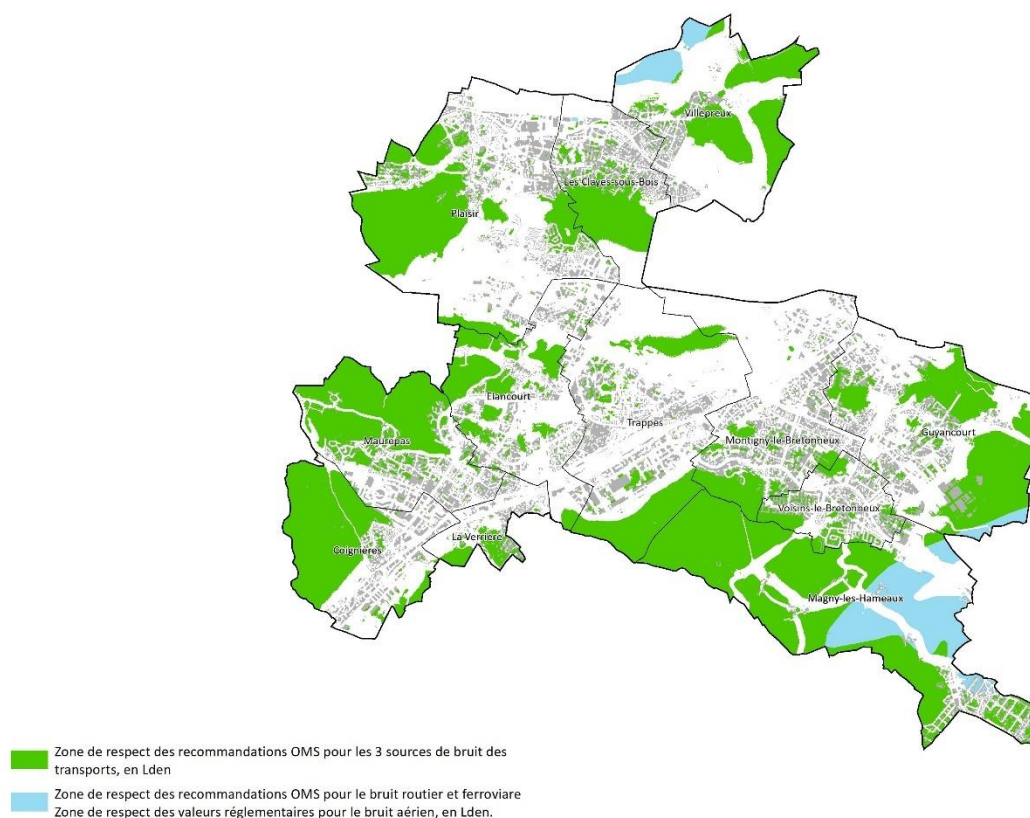 Villepreux
Les Clayes-sous-Bois
Plaisir
Elancourt
Trappes
Maurepas
Montigny-le-Bretonneux
Guyancourt
Voisins-le-Bretonneux
La Verrière
Coignières
Magny-les-Hameaux
Zone de respect des recommandations OMS pour les 3 sources de bruit des
transports, en Lden
Zone de respect des recommandations OMS pour le bruit routier et ferroviare
Zone de respect des valeurs réglementaires pour le bruit aérien, en Lden.